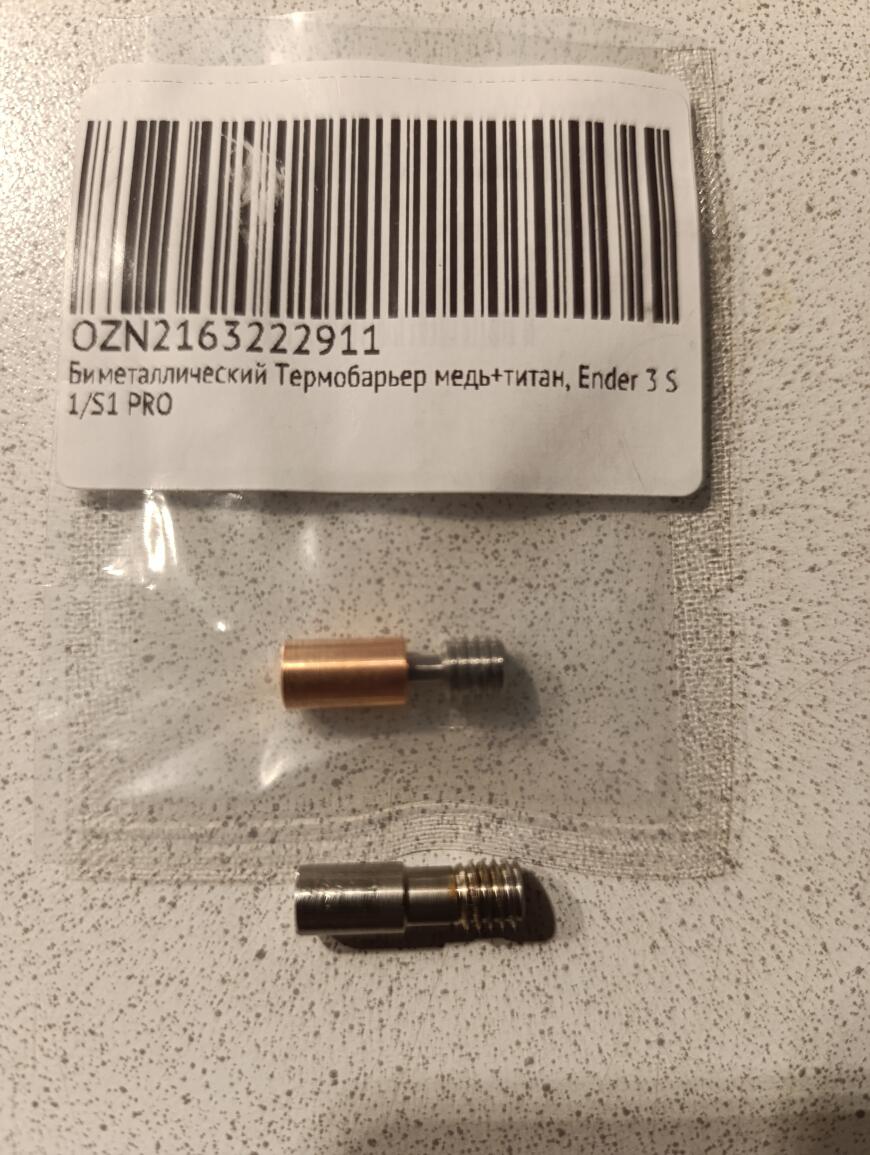 OZN2163222911
Биметаллический Термобарьер медь+титан, Ender 3 S
1/S1 PRO